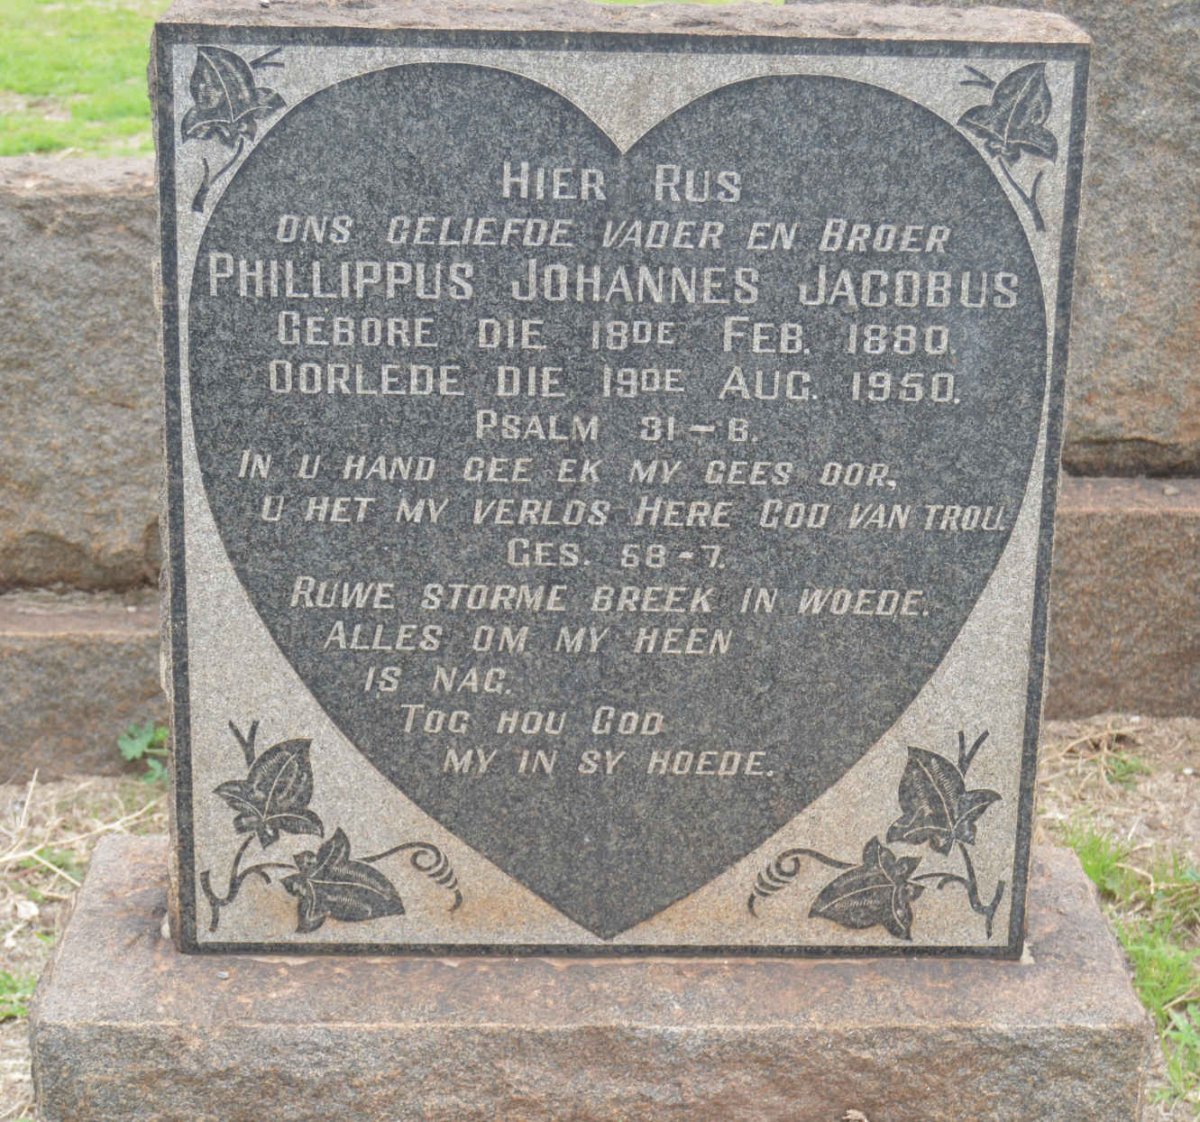 HIER RUS
ONS GELIEFDE VADER EN BROER
PHILLIPPUS JOHANNES JACOBUS
GEBORE DIE 18DE FEB. 1880.
OORLEDE DIE 19DE AUG. 1950.
PSALM 31-6.
IN U HAND GEE EK MY GEES OOR,
U HET MY VERLOS HERE GOD VAN TROU.
GES. 58-7.
RUWE STORME BREEK IN WOEDE.
ALLES OM MY HEEN
IS NAG.
TOG HOU GOD
MY IN SY HOEDE.